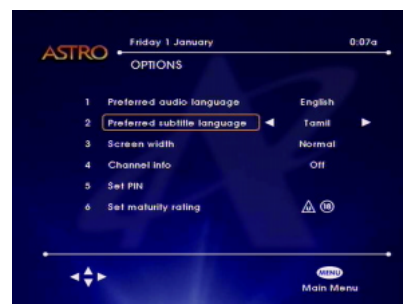 Friday 1 January 0:07a
ASTRO
OPTIONS
1 Preferred audio language English
2 Preferred subtitle language Tamil
3 Screen width Normal
4 Channel info Off
5 Set PIN
6 Set maturity rating U 18
MENU
Main Menu